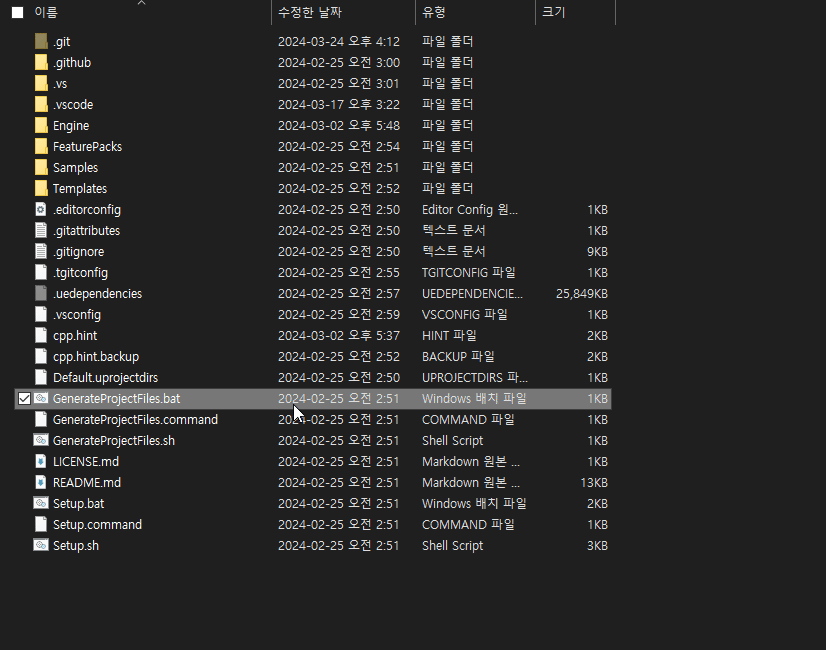 이름 수정한 날짜 유형 크기
.git 2024-03-24 오후 4:12 파일 폴더
.github 2024-02-25 오전 3:00 파일 폴더
.vs 2024-02-25 오전 3:01 파일 폴더
.vscode 2024-03-17 오후 3:22 파일 폴더
Engine 2024-03-02 오후 5:48 파일 폴더
FeaturePacks 2024-02-25 오전 2:54 파일 폴더
Samples 2024-02-25 오전 2:51 파일 폴더
Templates 2024-02-25 오전 2:52 파일 폴더
.editorconfig 2024-02-25 오전 2:50 Editor Config 원... 1KB
.gitattributes 2024-02-25 오전 2:50 텍스트 문서 1KB
.gitignore 2024-02-25 오전 2:50 텍스트 문서 9KB
.tgitconfig 2024-02-25 오전 2:55 TGITCONFIG 파일 1KB
.uedependencies 2024-02-25 오전 2:57 UEDEPENDENCIE... 25,849KB
.vsconfig 2024-02-25 오전 2:59 VSCONFIG 파일 1KB
cpp.hint 2024-03-02 오후 5:37 HINT 파일 2KB
cpp.hint.backup 2024-02-25 오전 2:52 BACKUP 파일 2KB
Default.uprojectdirs 2024-02-25 오전 2:50 UPROJECTDIRS 파... 1KB
GenerateProjectFiles.bat 2024-02-25 오전 2:51 Windows 배치 파일 1KB
GenerateProjectFiles.command 2024-02-25 오전 2:51 COMMAND 파일 1KB
GenerateProjectFiles.sh 2024-02-25 오전 2:51 Shell Script 1KB
LICENSE.md 2024-02-25 오전 2:51 Markdown 원본 ... 1KB
README.md 2024-02-25 오전 2:51 Markdown 원본 ... 13KB
Setup.bat 2024-02-25 오전 2:51 Windows 배치 파일 2KB
Setup.command 2024-02-25 오전 2:51 COMMAND 파일 1KB
Setup.sh 2024-02-25 오전 2:51 Shell Script 3KB